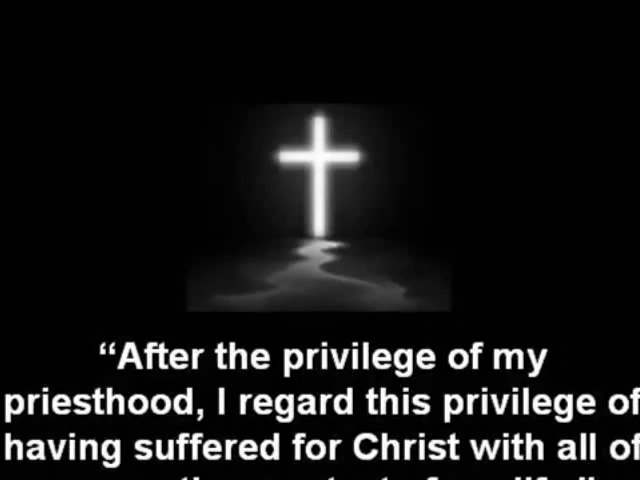 “After the privilege of my
priesthood, I regard this privilege of
having suffered for Christ with all of